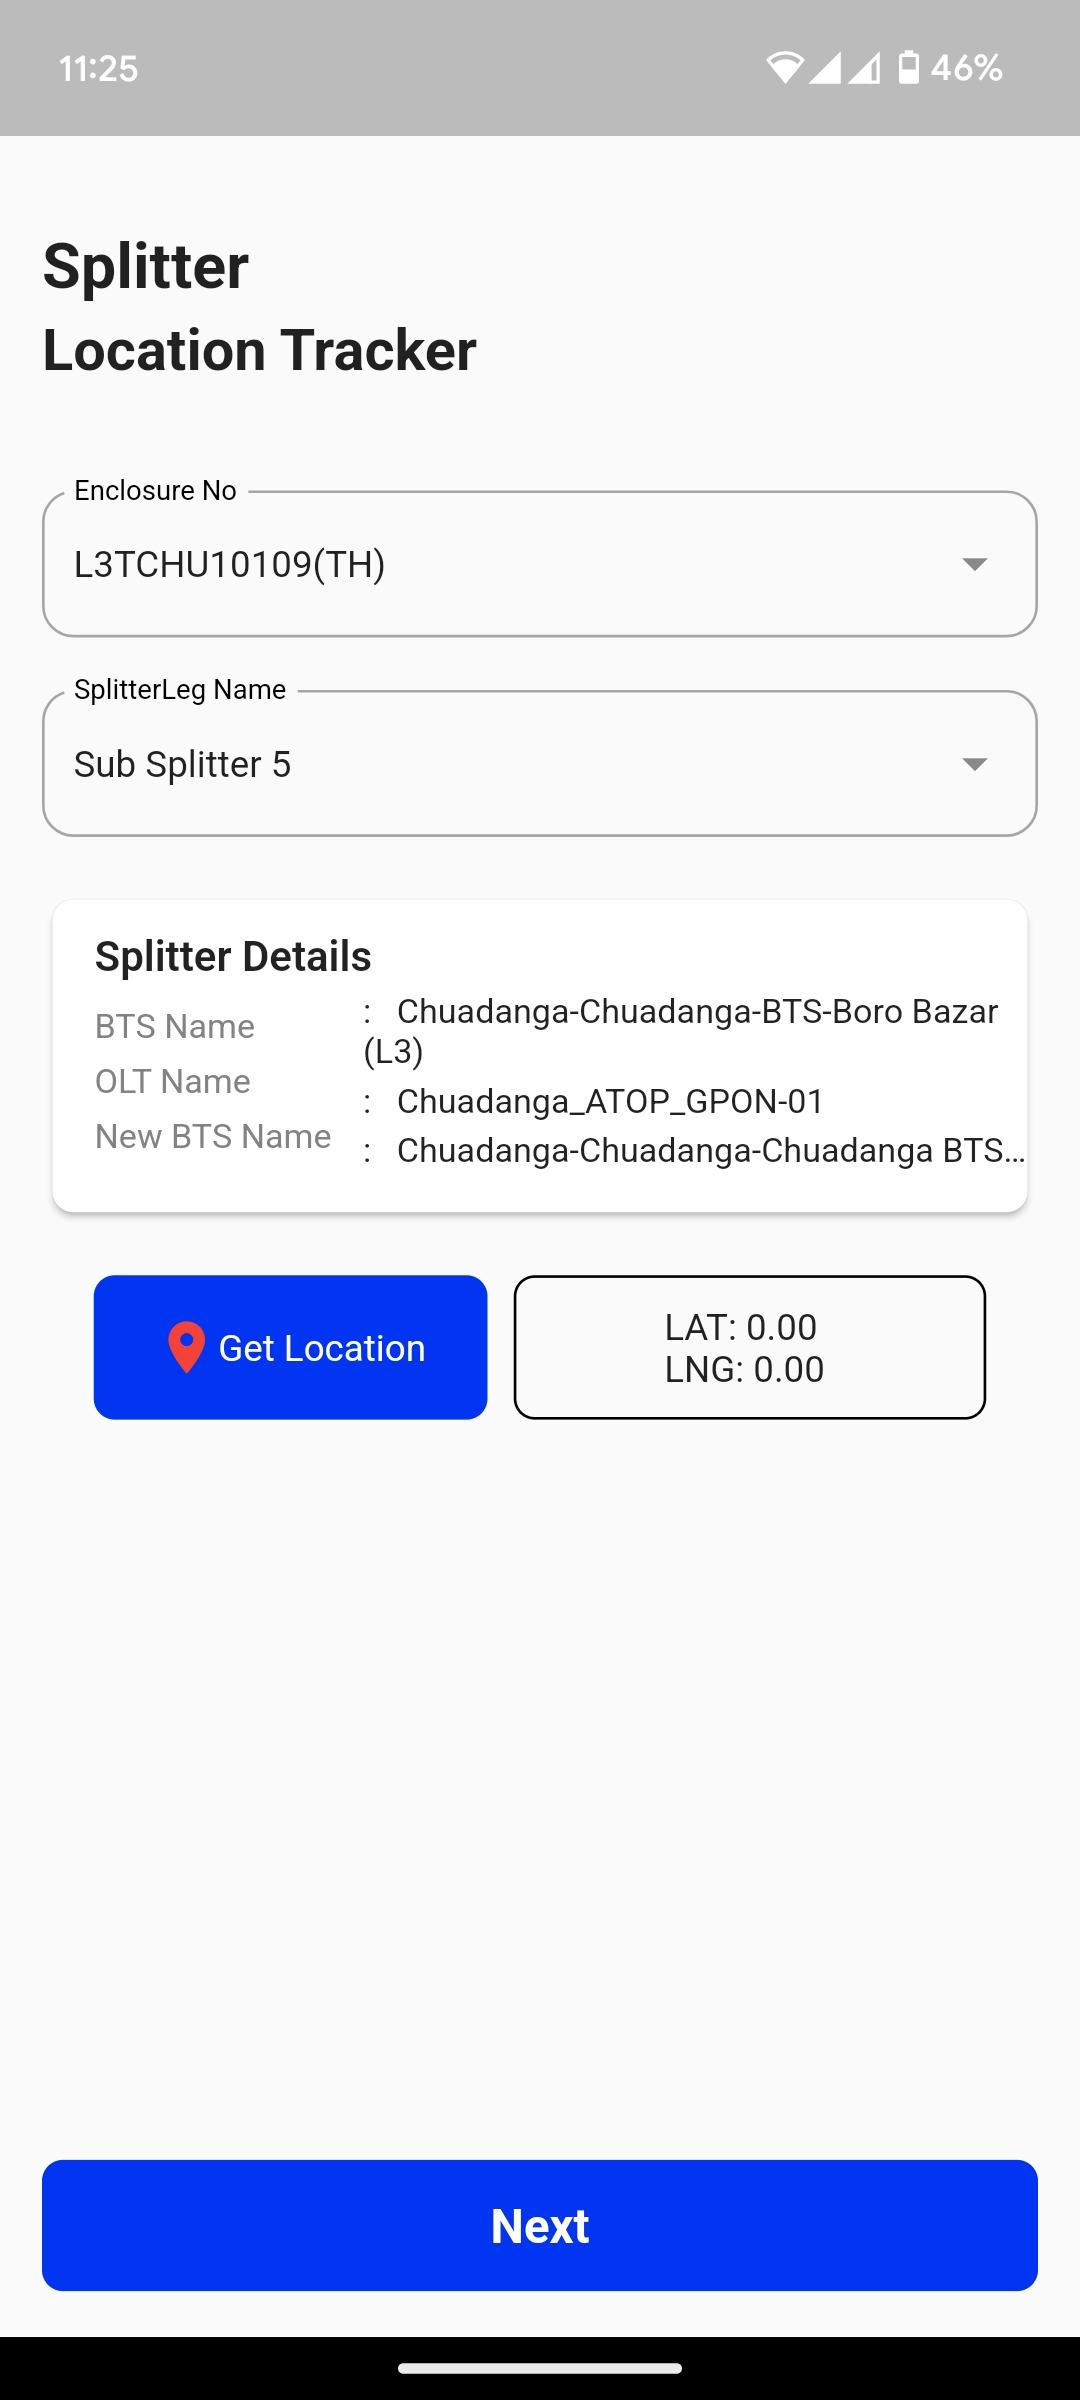 11:25
46%
Splitter
Location Tracker
Enclosure No
L3TCHU10109(TH)
SplitterLeg Name
Sub Splitter 5
Splitter Details
BTS Name : Chuadanga-Chuadanga-BTS-Boro Bazar
(L3)
OLT Name : Chuadanga_ATOP_GPON-01
New BTS Name : Chuadanga-Chuadanga-Chuadanga BTS...
Get Location
LAT: 0.00
LNG: 0.00
Next